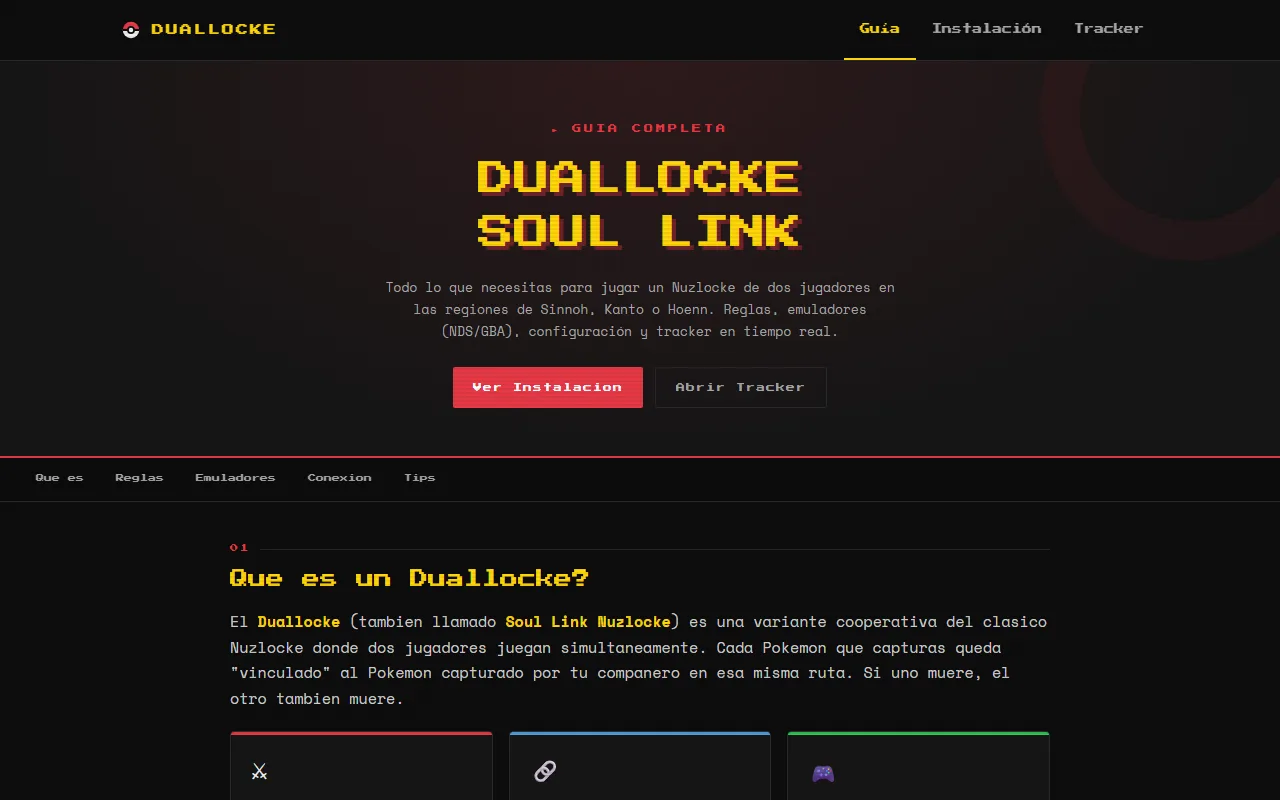 DUALLOCKE
Guía
Instalación
Tracker
GUIA COMPLETA
DUALLOCKE
SOUL LINK
Todo lo que necesitas para jugar un Nuzlocke de dos jugadores en
las regiones de Sinnoh, Kanto o Hoenn. Reglas, emuladores
(NDS/GBA), configuración y tracker en tiempo real.
Ver Instalacion
Abrir Tracker
Que es
Reglas
Emuladores
Conexion
Tips
01
Que es un Duallocke?
El Duallocke (tambien llamado Soul Link Nuzlocke) es una variante cooperativa del clasico
Nuzlocke donde dos jugadores juegan simultaneamente. Cada Pokemon que capturas queda
"vinculado" al Pokemon capturado por tu companero en esa misma ruta. Si uno muere, el
otro tambien muere.